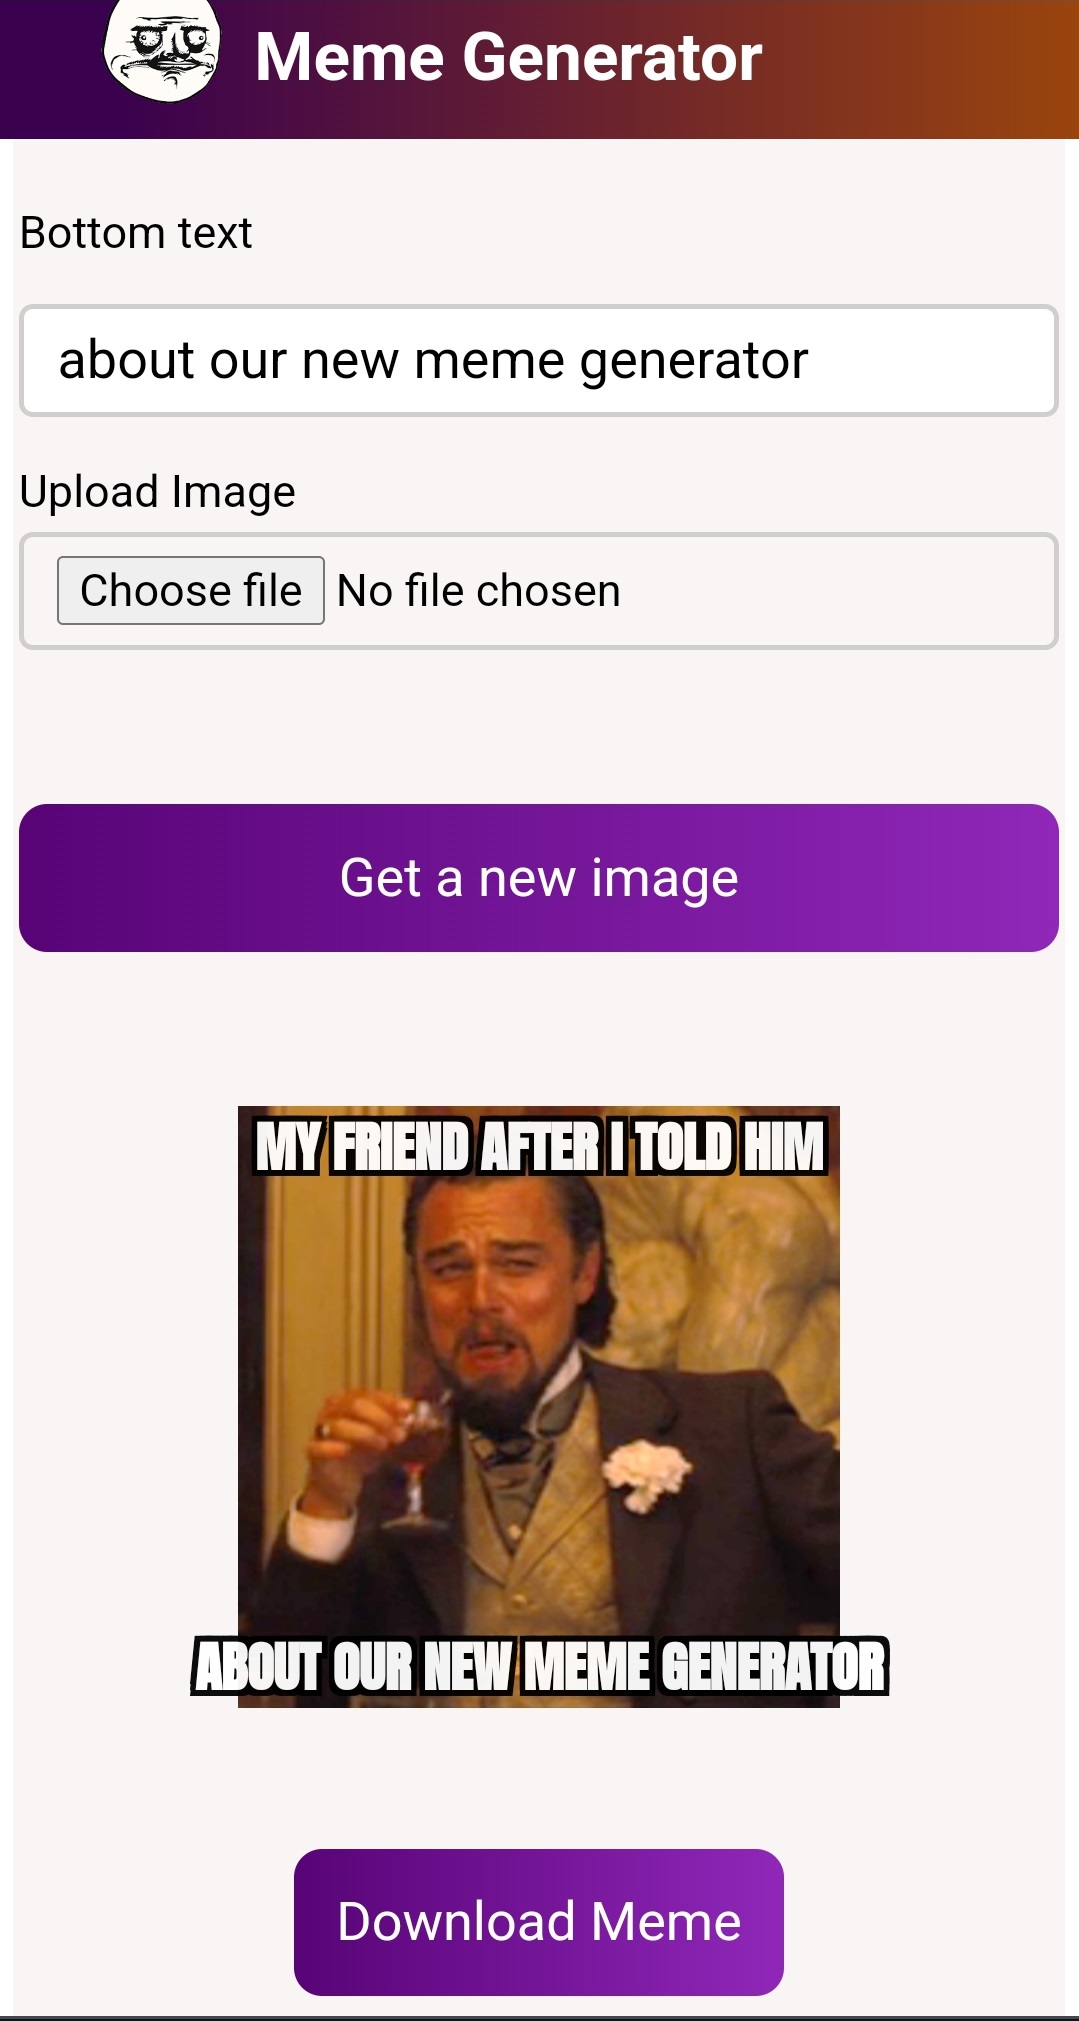 Meme Generator
Bottom text
about our new meme generator
Upload Image
Choose file No file chosen
Get a new image
MY FRIEND AFTER I TOLD HIM
ABOUT OUR NEW MEME GENERATOR
Download Meme